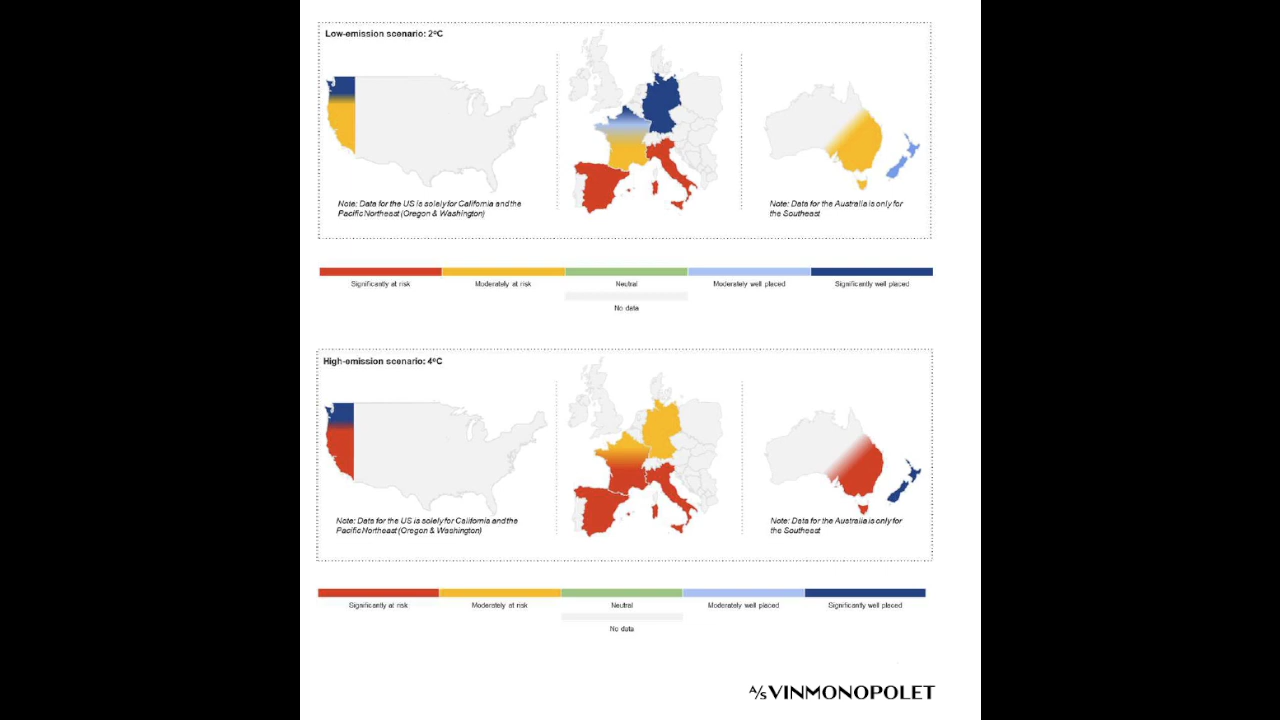 Low-emission scenario: 2ºC
Note: Data for the US is solely for California and the
Pacific Northeast (Oregon & Washington)
Note: Data for the Australia is only for
the Southeast
Significantly at risk
Moderately at risk
Neutral
Moderately well placed
Significantly well placed
No data
High-emission scenario: 4ºC
Note: Data for the US is solely for California and the
Pacific Northeast (Oregon & Washington)
Note: Data for the Australia is only for
the Southeast
Significantly at risk
Moderately at risk
Neutral
Moderately well placed
Significantly well placed
No data
A/S VINMONOPOLET